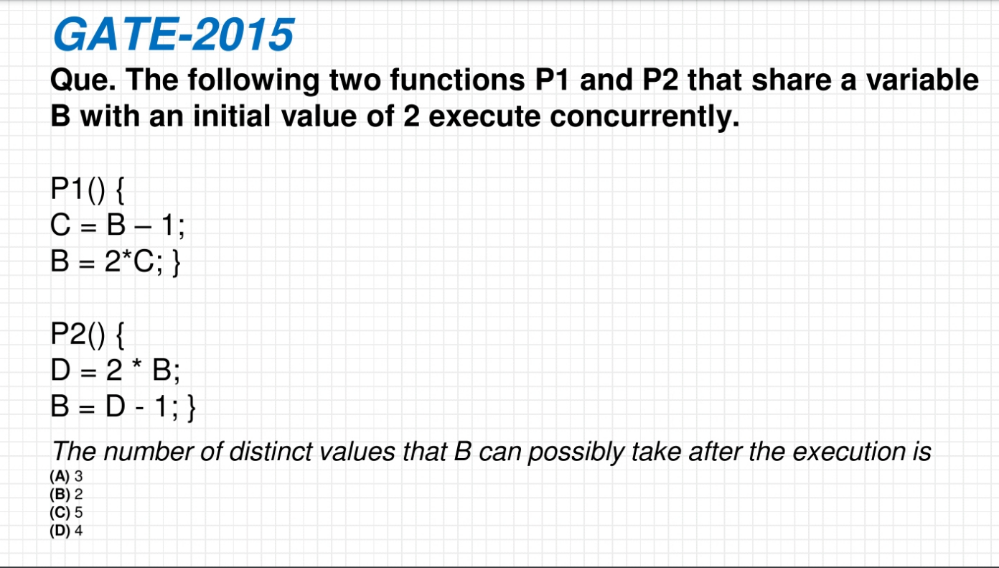 GATE-2015
Que. The following two functions P1 and P2 that share a variable
B with an initial value of 2 execute concurrently.
P1() {
C = B – 1;
B = 2*C; }
P2() {
D = 2 * B;
B = D - 1; }
The number of distinct values that B can possibly take after the execution is
(A) 3
(B) 2
(C) 5
(D) 4